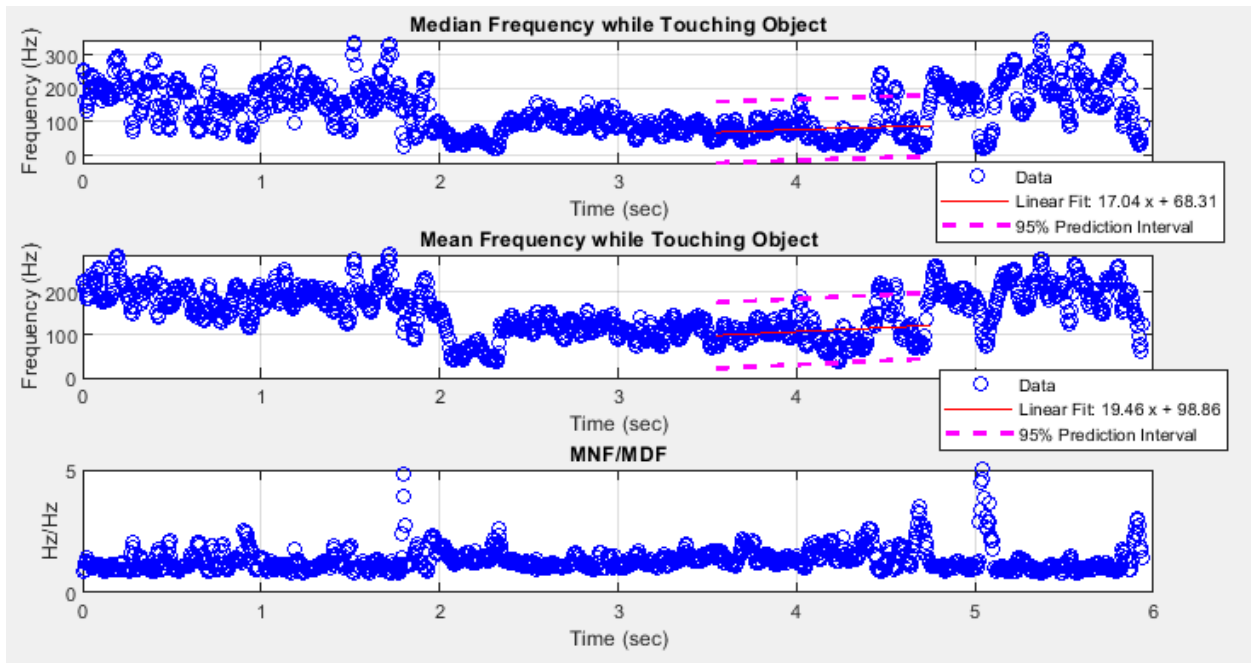 Median Frequency while Touching Object
Frequency (Hz)
300
200
100
0
0 1 2 3 4
Time (sec)
Data
Linear Fit: 17.04 x + 68.31
95% Prediction Interval
Mean Frequency while Touching Object
Frequency (Hz)
200
100
0
0 1 2 3 4
Time (sec)
Data
Linear Fit: 19.46 x + 98.86
95% Prediction Interval
MNF/MDF
Hz/Hz
5
0
0 1 2 3 4 5 6
Time (sec)